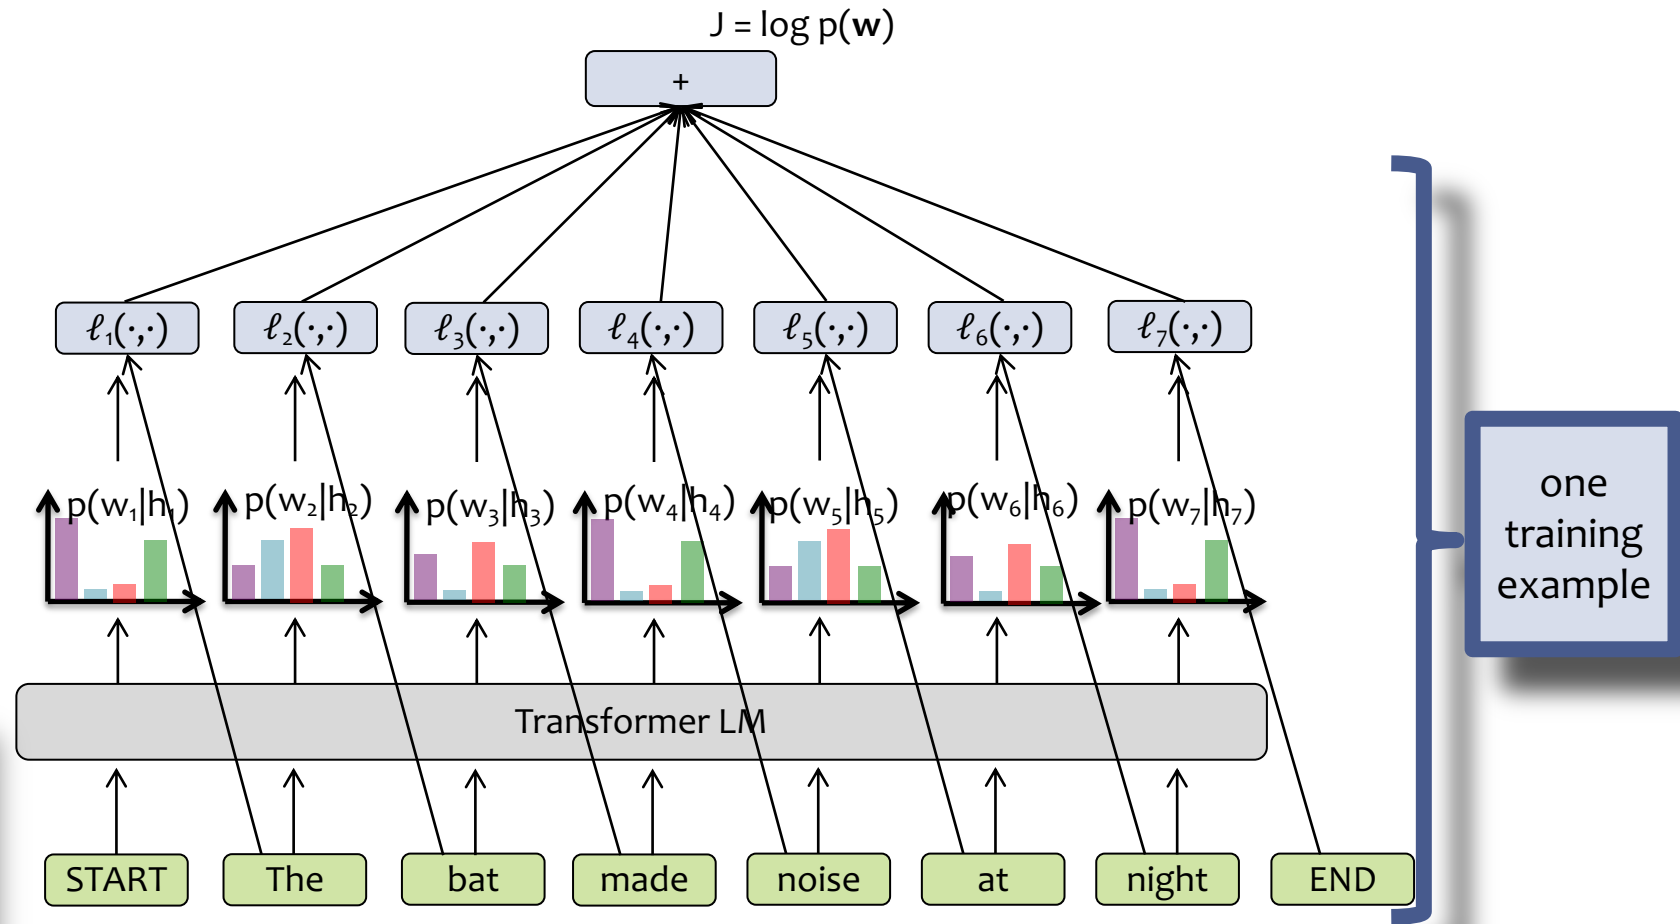 J = log p(w)
+
ℓ₁(·,·) ℓ₂(·,·) ℓ₃(·,·) ℓ₄(·,·) ℓ₅(·,·) ℓ₆(·,·) ℓ₇(·,·)
p(w₁|h₁) p(w₂|h₂) p(w₃|h₃) p(w₄|h₄) p(w₅|h₅) p(w₆|h₆) p(w₇|h₇)
one
training
example
Transformer LM
START The bat made noise at night END